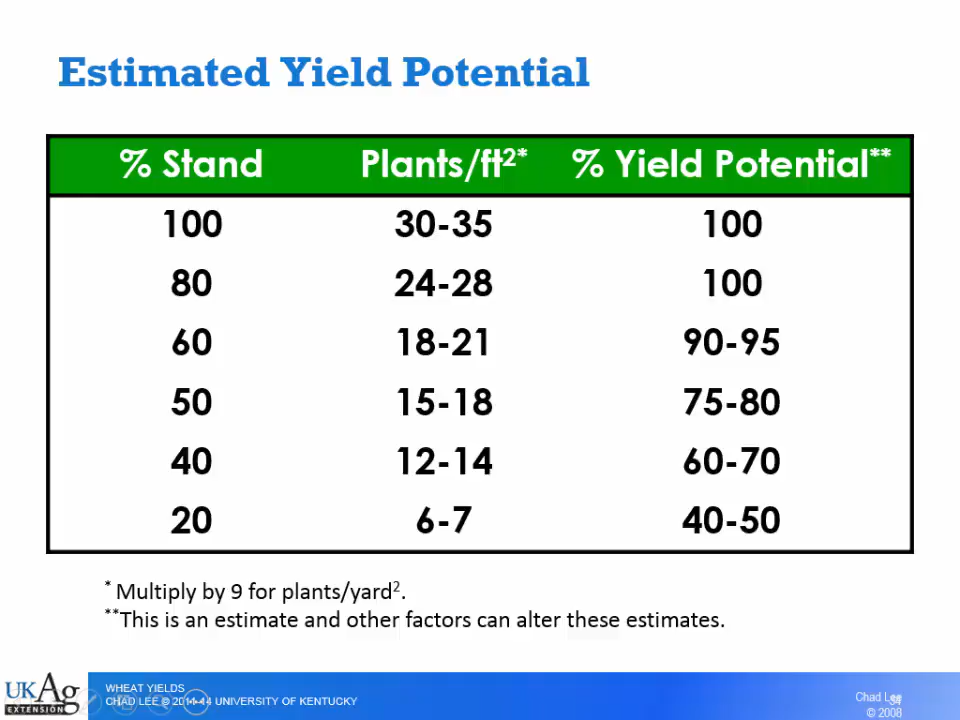 Estimated Yield Potential
% Stand Plants/ft2* % Yield Potential**
100 30-35 100
80 24-28 100
60 18-21 90-95
50 15-18 75-80
40 12-14 60-70
20 6-7 40-50
* Multiply by 9 for plants/yard2.
**This is an estimate and other factors can alter these estimates.
UKAg
EXTENSION
WHEAT YIELDS
CHAD LEE © 2014 UNIVERSITY OF KENTUCKY
Chad Lee
34
© 2008